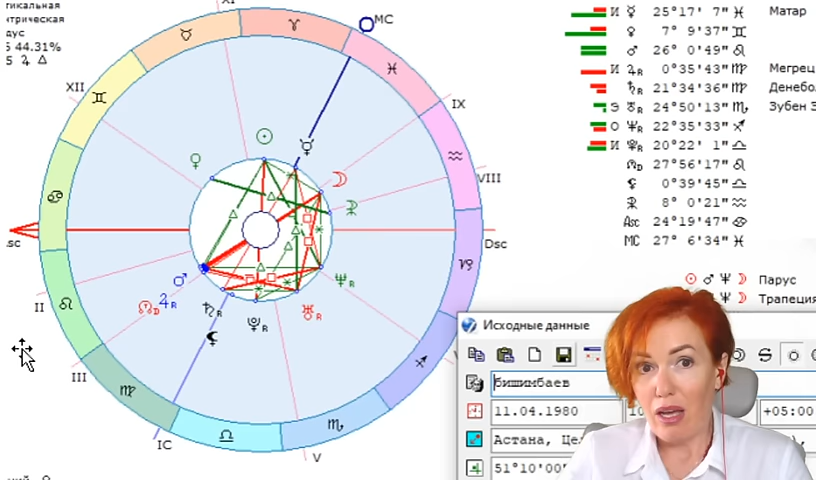 тикальная
нтрическая
дус
44.31%
XI
MC
XII
IX
VIII
Asc
Dsc
II
III
IC
V
И ☿ 25°17' 7" ♓ Матар
♀ 7° 9'37" ♊
♂ 26° 0'49" ♌
И ♃R 0°35'43" ♍ Мегрец
♄R 21°34'36" ♍ Денебо
Э ♅R 24°50'13" ♏ Зубен Э
О ♆R 22°35'33" ♐
И ♇R 20°22' 1" ♎
☊D 27°56'17" ♌
⚸ 0°39'45" ♎
8° 0'21" ♒
Asc 24°19'47" ♋
MC 27° 6'34" ♓
☉ ♂ ♆ ☽ Парус
♆ ☽ Трапеция
Исходные данные
бишимбаев
11.04.1980
+05:00
Астана, Це
51°10'00"